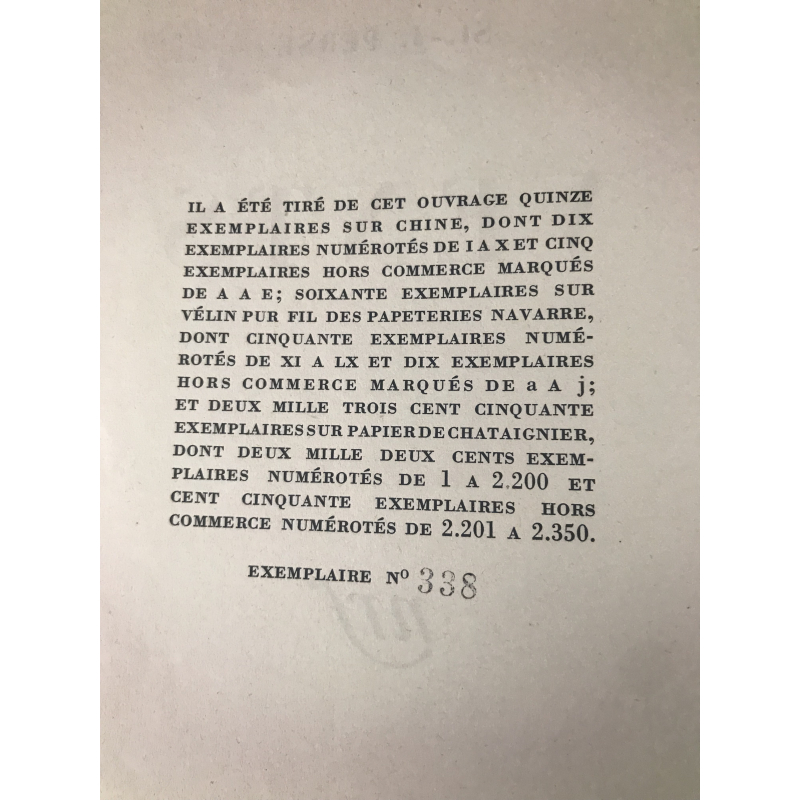 IL A ÉTÉ TIRÉ DE CET OUVRAGE QUINZE
EXEMPLAIRES SUR CHINE, DONT DIX
EXEMPLAIRES NUMÉROTÉS DE I A X ET CINQ
EXEMPLAIRES HORS COMMERCE MARQUÉS
DE A A E; SOIXANTE EXEMPLAIRES SUR
VÉLIN PUR FIL DES PAPETERIES NAVARRE,
DONT CINQUANTE EXEMPLAIRES NUMÉ-
ROTÉS DE XI A LX ET DIX EXEMPLAIRES
HORS COMMERCE MARQUÉS DE a A j;
ET DEUX MILLE TROIS CENT CINQUANTE
EXEMPLAIRES SUR PAPIER DE CHATAIGNIER,
DONT DEUX MILLE DEUX CENTS EXEM-
PLAIRES NUMÉROTÉS DE 1 A 2.200 ET
CENT CINQUANTE EXEMPLAIRES HORS
COMMERCE NUMÉROTÉS DE 2.201 A 2.350.
EXEMPLAIRE Nº 338
nrf